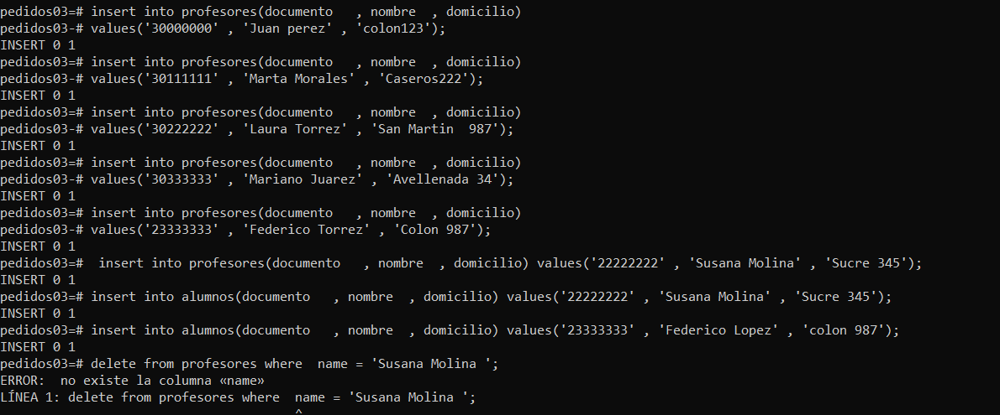 pedidos03=# insert into profesores(documento   , nombre  , domicilio)
pedidos03-# values('30000000' , 'Juan perez' , 'colon123');
INSERT 0 1
pedidos03=# insert into profesores(documento   , nombre  , domicilio)
pedidos03-# values('30111111' , 'Marta Morales' , 'Caseros222');
INSERT 0 1
pedidos03=# insert into profesores(documento   , nombre  , domicilio)
pedidos03-# values('30222222' , 'Laura Torrez' , 'San Martin  987');
INSERT 0 1
pedidos03=# insert into profesores(documento   , nombre  , domicilio)
pedidos03-# values('30333333' , 'Mariano Juarez' , 'Avellenada 34');
INSERT 0 1
pedidos03=# insert into profesores(documento   , nombre  , domicilio)
pedidos03-# values('23333333' , 'Federico Torrez' , 'Colon 987');
INSERT 0 1
pedidos03=#  insert into profesores(documento   , nombre  , domicilio) values('22222222' , 'Susana Molina' , 'Sucre 345');
INSERT 0 1
pedidos03=# insert into alumnos(documento   , nombre  , domicilio) values('22222222' , 'Susana Molina' , 'Sucre 345');
INSERT 0 1
pedidos03=# insert into alumnos(documento   , nombre  , domicilio) values('23333333' , 'Federico Lopez' , 'colon 987');
INSERT 0 1
pedidos03=# delete from profesores where  name = 'Susana Molina ';
ERROR:  no existe la columna «name»
LÍNEA 1: delete from profesores where  name = 'Susana Molina ';
                                       ^